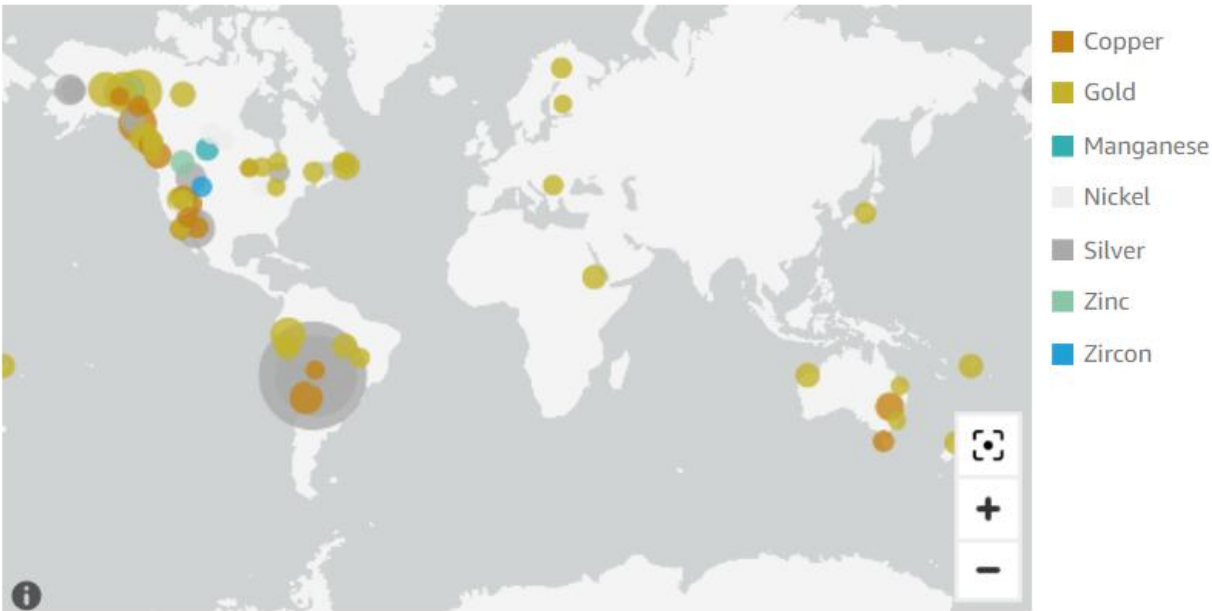 Copper
Gold
Manganese
Nickel
Silver
Zinc
Zircon